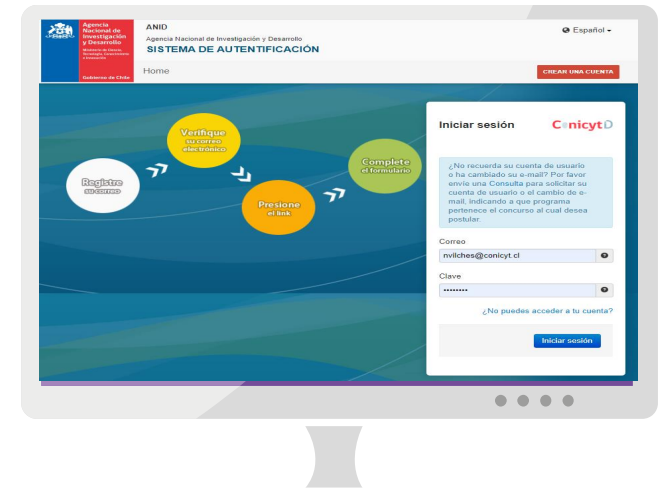 Agencia
Nacional de
Investigación
y Desarrollo
Gobierno de Chile
ANID
Agencia Nacional de Investigación y Desarrollo
SISTEMA DE AUTENTIFICACIÓN
Español
Home
CREAR UNA CUENTA
Registre
su correo
Verifique
su correo
electrónico
Presione
el link
Complete
el formulario
Iniciar sesión
ConicytD
¿No recuerda su cuenta de usuario
o ha cambiado su e-mail? Por favor
envíe una Consulta para solicitar su
cuenta de usuario o el cambio de e-
mail, indicando a que programa
pertenece el concurso al cual desea
postular.
Correo
nvilches@conicyt.cl
Clave
••••••••
¿No puedes acceder a tu cuenta?
Iniciar sesión